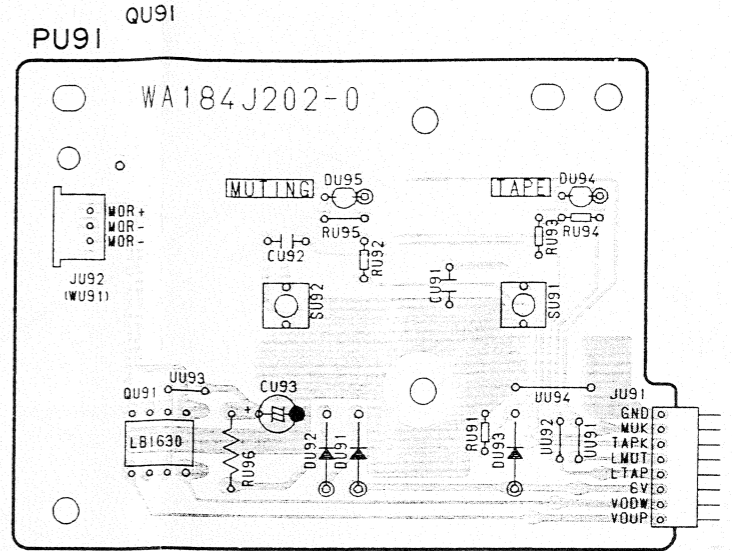 QU91
PU91
WA184J202-0
MUTING
DU95
TAPE
DU94
MOR+
MOR-
MOR-
RU95
RU92
CU92
RU93
RU94
JU92
(WU91)
SU92
CU91
SU91
QU91
UU93
CU93
+
UU94
JU91
LB1630
RU96
DU92
DU91
RU91
DU93
UU92
UU91
GND
MUK
TAPK
LMUT
LTAP
6V
VODW
VOUP